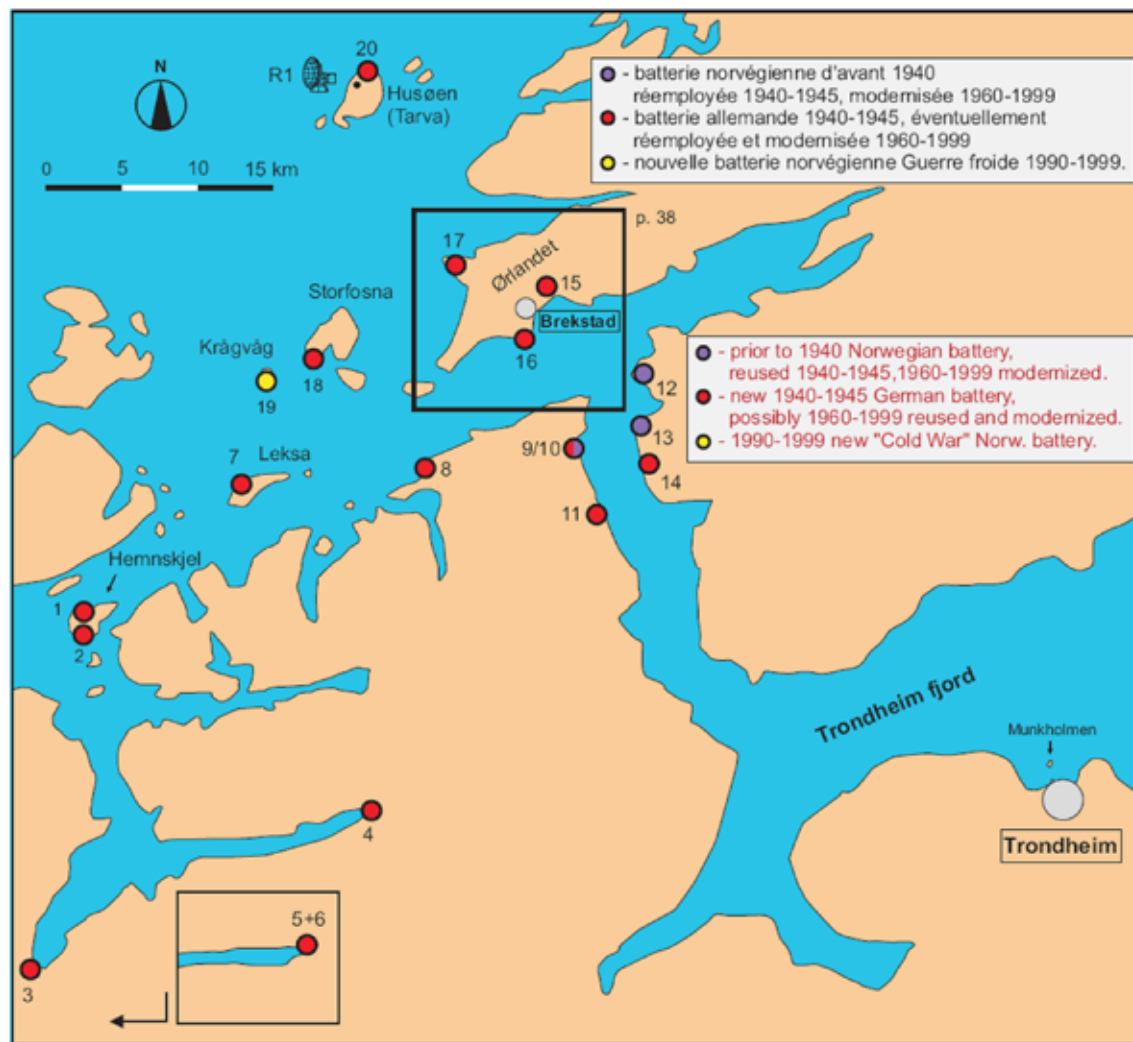 20
N
R1
Husøen
(Tarva)
- batterie norvégienne d'avant 1940
réemployée 1940-1945, modernisée 1960-1999
- batterie allemande 1940-1945, éventuellement
réemployée et modernisée 1960-1999
- nouvelle batterie norvégienne Guerre froide 1990-1999.
0 5 10 15 km
p. 38
17
Ørlandet
15
Storfosna
Brekstad
Kràgvàg
16
18
19
12
- prior to 1940 Norwegian battery,
reused 1940-1945,1960-1999 modernized.
- new 1940-1945 German battery,
possibly 1960-1999 reused and modernized.
- 1990-1999 new "Cold War" Norw. battery.
13
9/10
7
Leksa
8
14
11
Hemnskjel
1
2
Trondheim fjord
Munkholmen
4
Trondheim
5+6
3